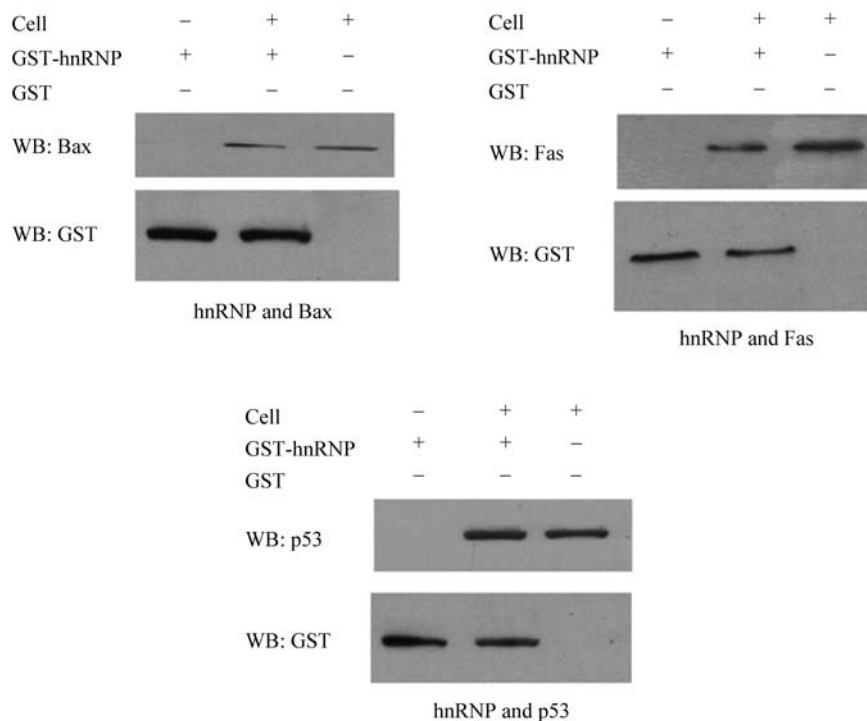 Cell – + +
GST-hnRNP + + –
GST – – –
WB: Bax
WB: GST
hnRNP and Bax
Cell – + +
GST-hnRNP + + –
GST – – –
WB: Fas
WB: GST
hnRNP and Fas
Cell – + +
GST-hnRNP + + –
GST – – –
WB: p53
WB: GST
hnRNP and p53